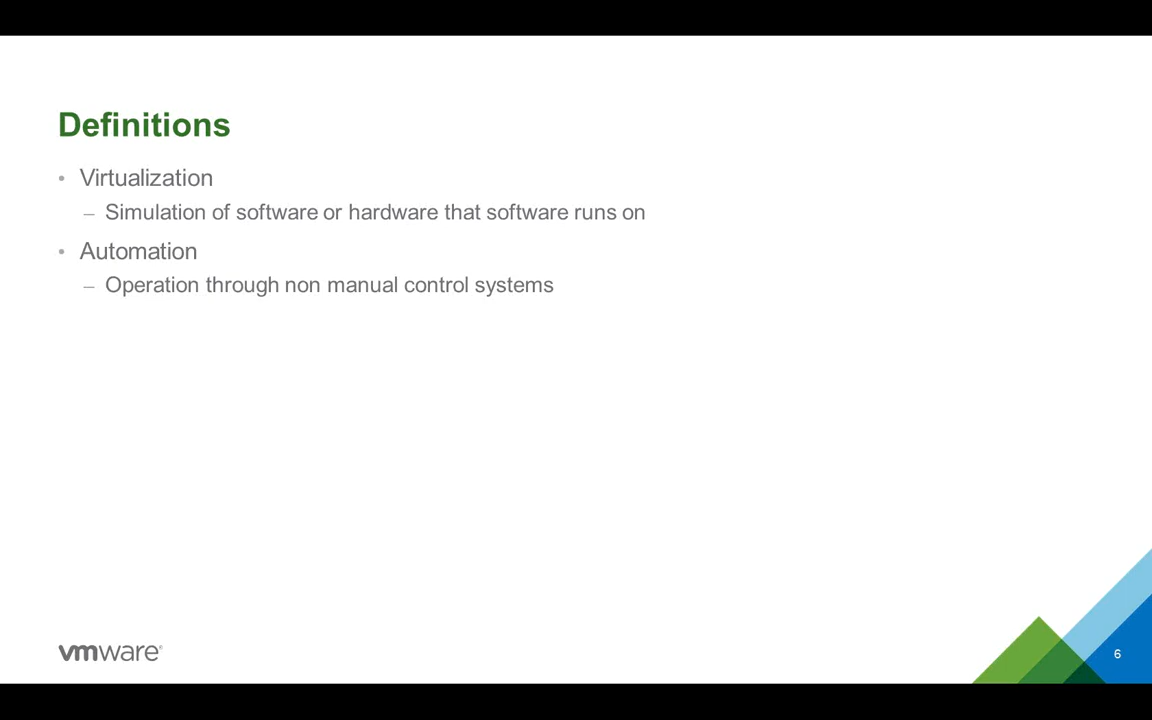 Definitions
• Virtualization
– Simulation of software or hardware that software runs on
• Automation
– Operation through non manual control systems
vmware®
6